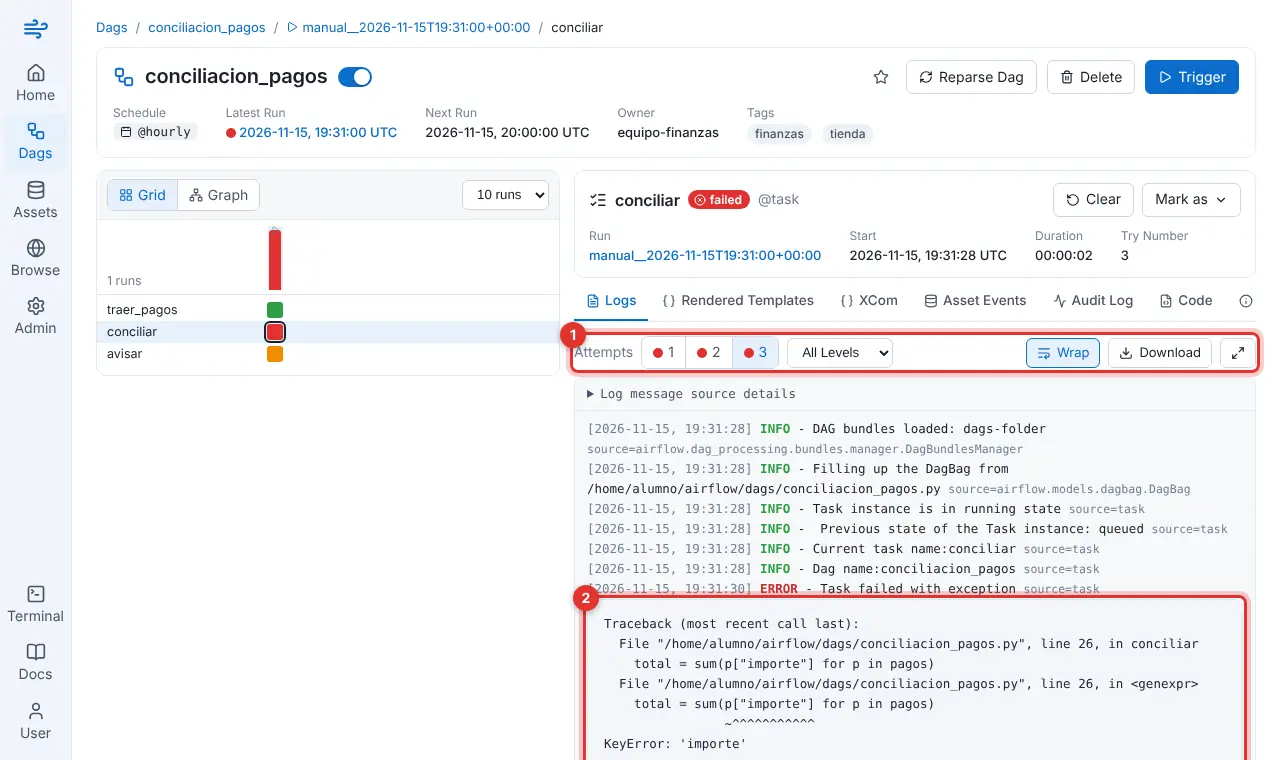 Dags / conciliacion_pagos / manual__2026-11-15T19:31:00+00:00 / conciliar
Home
Dags
Assets
Browse
Admin
Terminal
Docs
User
conciliacion_pagos
Reparse Dag
Delete
Trigger
Schedule
@hourly
Latest Run
2026-11-15, 19:31:00 UTC
Next Run
2026-11-15, 20:00:00 UTC
Owner
equipo-finanzas
Tags
finanzas tienda
Grid Graph
10 runs
1 runs
traer_pagos
conciliar
avisar
conciliar failed @task
Clear
Mark as
Run
manual__2026-11-15T19:31:00+00:00
Start
2026-11-15, 19:31:28 UTC
Duration
00:00:02
Try Number
3
Logs { } Rendered Templates { } XCom Asset Events Audit Log Code
1
Attempts 1 2 3 All Levels Wrap Download
Log message source details
[2026-11-15, 19:31:28] INFO - DAG bundles loaded: dags-folder
source=airflow.dag_processing.bundles.manager.DagBundlesManager
[2026-11-15, 19:31:28] INFO - Filling up the DagBag from
/home/alumno/airflow/dags/conciliacion_pagos.py source=airflow.models.dagbag.DagBag
[2026-11-15, 19:31:28] INFO - Task instance is in running state source=task
[2026-11-15, 19:31:28] INFO -  Previous state of the Task instance: queued source=task
[2026-11-15, 19:31:28] INFO - Current task name:conciliar source=task
[2026-11-15, 19:31:28] INFO - Dag name:conciliacion_pagos source=task
[2026-11-15, 19:31:30] ERROR - Task failed with exception source=task
2
Traceback (most recent call last):
File "/home/alumno/airflow/dags/conciliacion_pagos.py", line 26, in conciliar
total = sum(p["importe"] for p in pagos)
File "/home/alumno/airflow/dags/conciliacion_pagos.py", line 26, in <genexpr>
total = sum(p["importe"] for p in pagos)
~^^^^^^^^^^^
KeyError: 'importe'